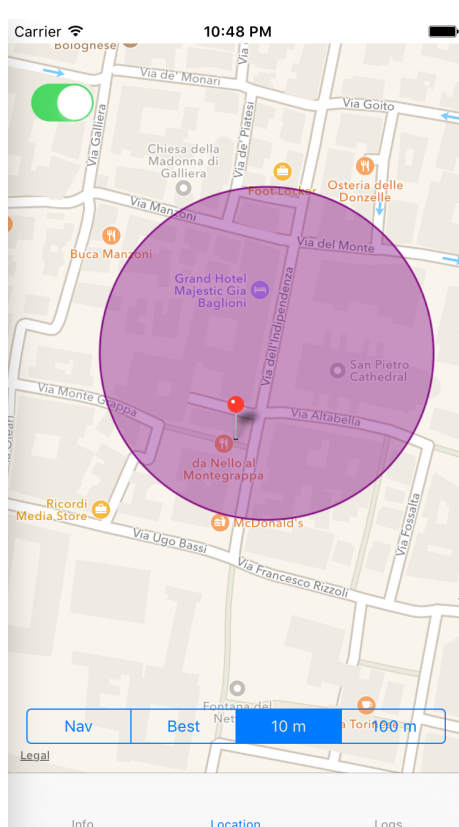 Carrier
10:48 PM
Bolognese
Via de' Monari
Via Galliera
Via de' Piatesi
Via Goito
Chiesa della
Madonna di
Galliera
Foot-Locker
Osteria delle
Donzelle
Via Manzoni
Via del Monte
Buca Manzoni
Grand Hotel
Majestic Gia
Baglioni
Via dell'Indipendenza
San Pietro
Cathedral
Via Monte Grappa
Via Altabella
da Nello al
Montegrappa
Ricordi
Media Store
McDonald's
Via Ugo Bassi
Via Fossalta
Via Francesco Rizzoli
Fontana del
Nav
Best
10 m
100 m
Legal
Info
Location
Logs